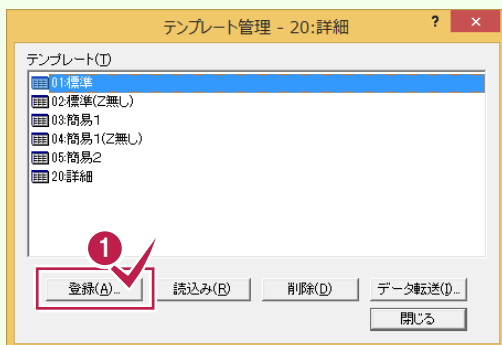 テンプレート管理 - 20:詳細
? ×
テンプレート(T)
01:標準
02:標準(Z無し)
03:簡易1
04:簡易1(Z無し)
05:簡易2
20:詳細
1
登録(A)... 読込み(R) 削除(D) データ転送(I)...
閉じる